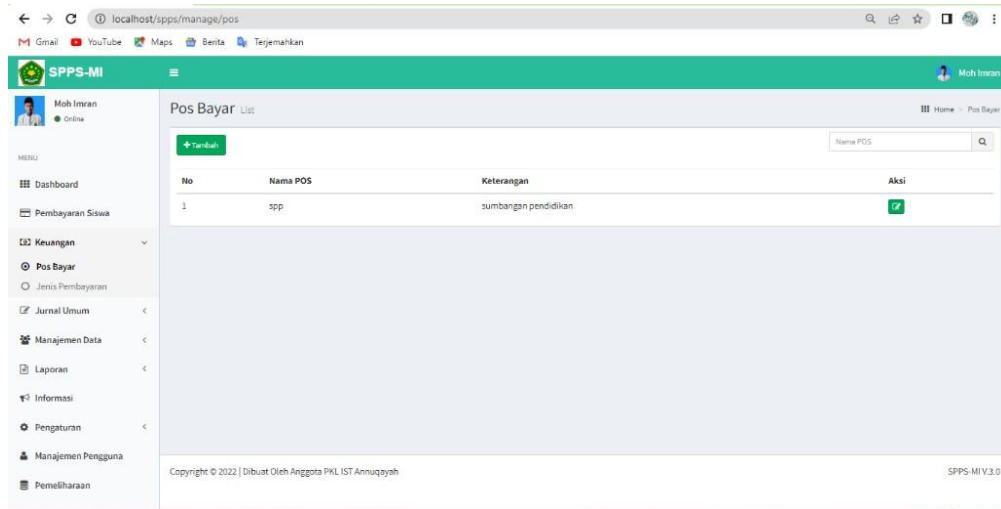 localhost/spps/manage/pos
Gmail YouTube Maps Berita Terjemahkan
SPPS-MI
Moh Imran
Moh Imran
Online
Pos Bayar List
Home > Pos Bayar
MENU
Dashboard
Pembayaran Siswa
Keuangan
Pos Bayar
Jenis Pembayaran
Jurnal Umum
Manajemen Data
Laporan
Informasi
Pengaturan
Manajemen Pengguna
Pemeliharaan
Tambah
Nama POS
No Nama POS Keterangan Aksi
1 spp sumbangan pendidikan
Copyright © 2022 | Dibuat Oleh Anggota PKL IST Annuqayah
SPPS-MI V.3.0